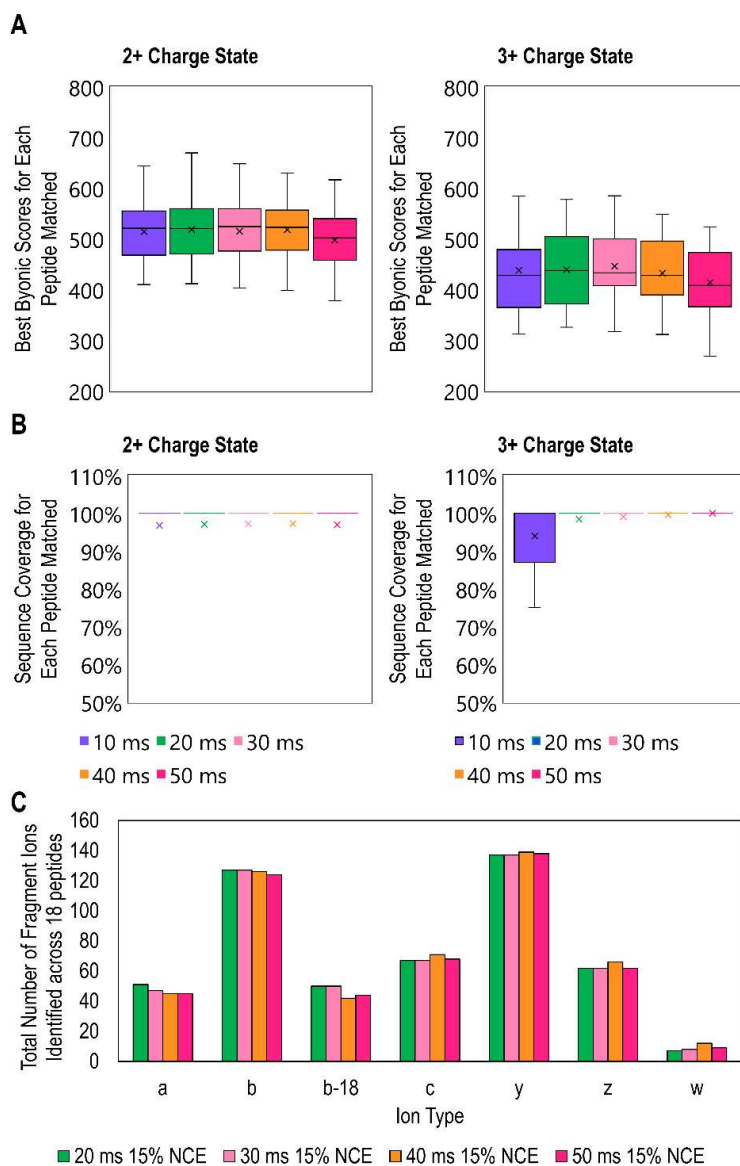 A
2+ Charge State
3+ Charge State
Best Byonic Scores for Each
Peptide Matched
800
700
600
500
400
300
200
Best Byonic Scores for Each
Peptide Matched
800
700
600
500
400
300
200
B
2+ Charge State
3+ Charge State
Sequence Coverage for
Each Peptide Matched
110%
100%
90%
80%
70%
60%
50%
Sequence Coverage for
Each Peptide Matched
110%
100%
90%
80%
70%
60%
50%
10 ms 20 ms 30 ms
40 ms 50 ms
10 ms 20 ms 30 ms
40 ms 50 ms
C
Total Number of Fragment Ions
Identified across 18 peptides
160
140
120
100
80
60
40
20
0
a b b-18 c y z w
Ion Type
20 ms 15% NCE 30 ms 15% NCE 40 ms 15% NCE 50 ms 15% NCE